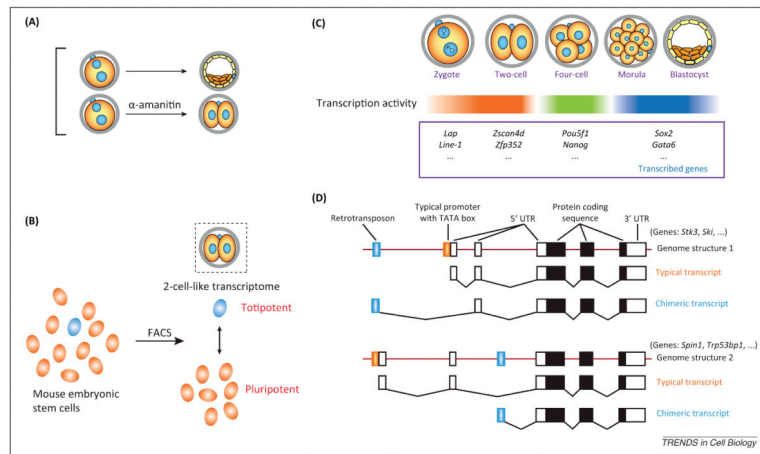 (A)
α-amanitin
(B)
2-cell-like transcriptome
Totipotent
FACS
Pluripotent
Mouse embryonic
stem cells
(C)
Zygote Two-cell Four-cell Morula Blastocyst
Transcription activity
Lap Zscan4d Pou5f1 Sox2
Line-1 Zfp352 Nanog Gata6
... ... ... ...
Transcribed genes
(D)
Typical promoter
with TATA box
Retrotransposon
5’ UTR
Protein coding
sequence
3’ UTR
(Genes: Stk3, Ski, ...)
Genome structure 1
Typical transcript
Chimeric transcript
(Genes: Spin1, Trp53bp1, ...)
Genome structure 2
Typical transcript
Chimeric transcript
TRENDS in Cell Biology